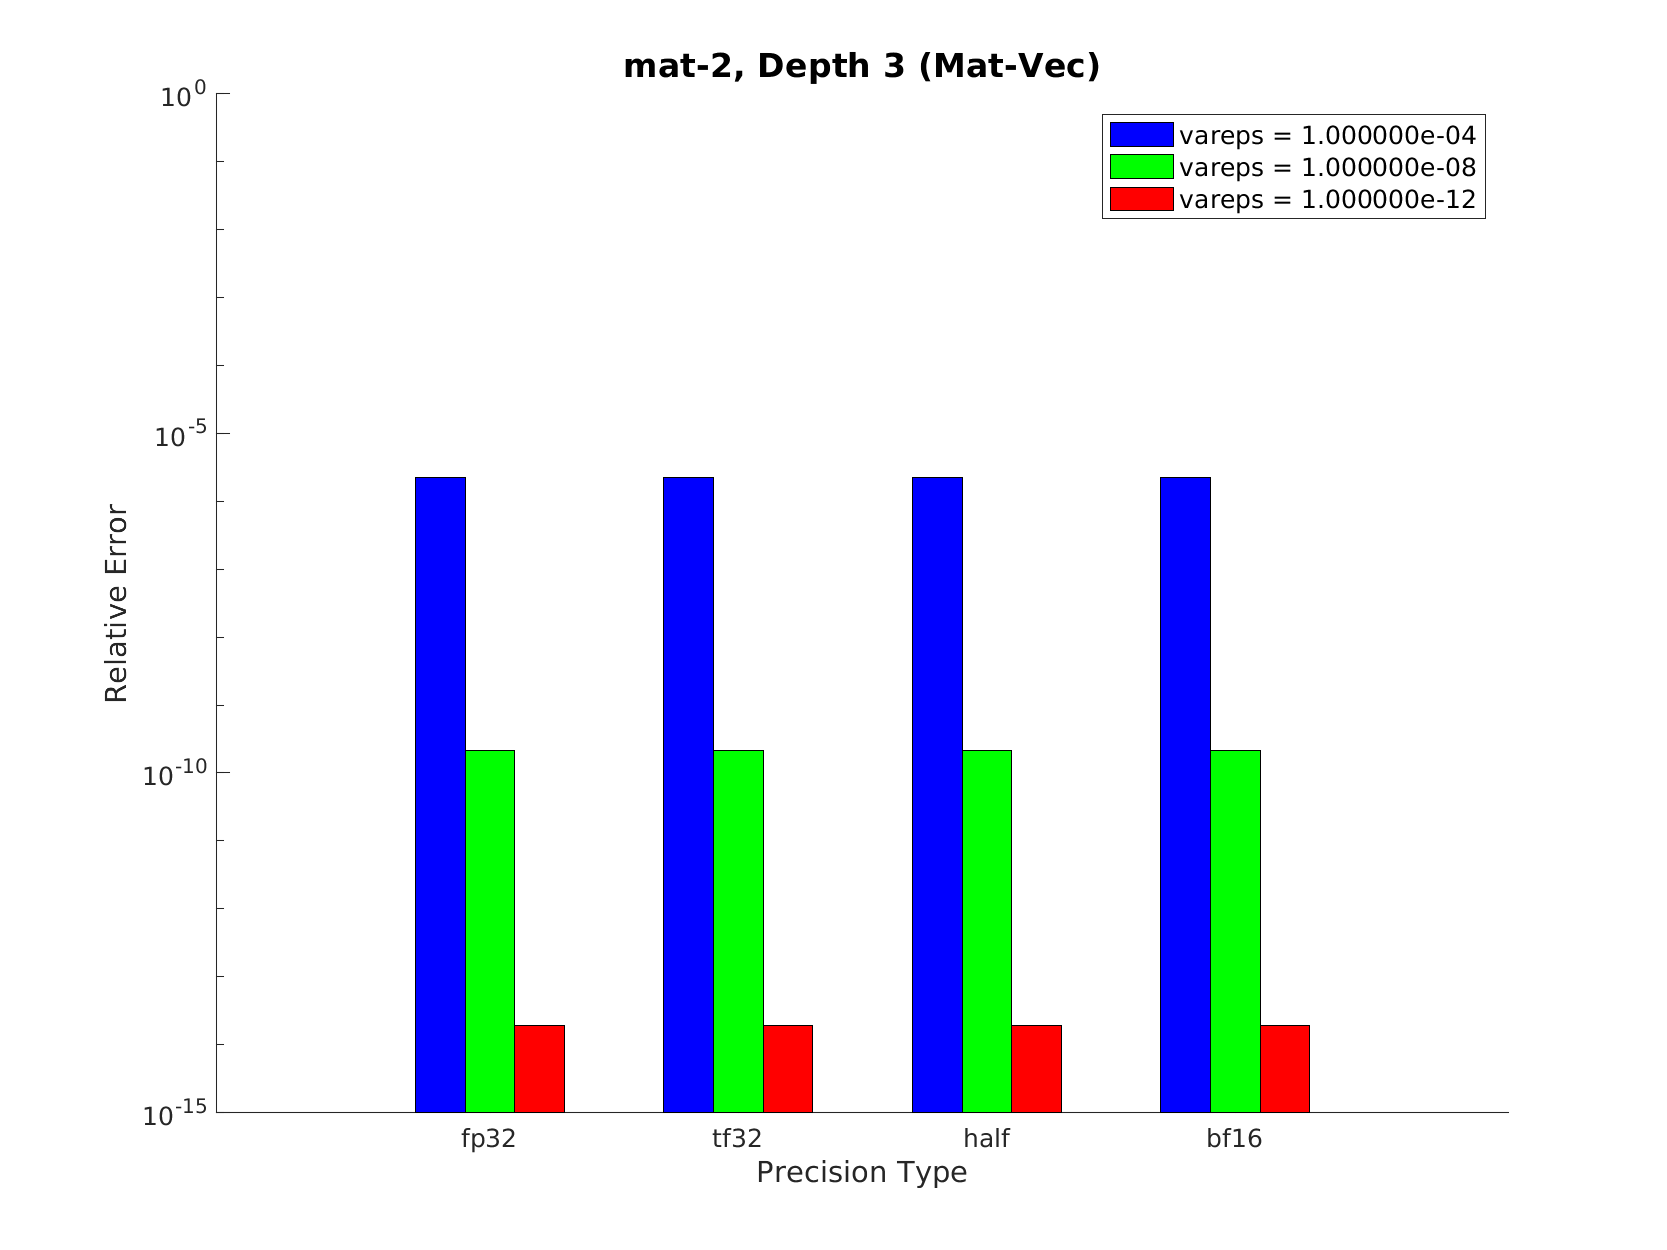 mat-2, Depth 3 (Mat-Vec)
10^0
vareps = 1.000000e-04
vareps = 1.000000e-08
vareps = 1.000000e-12
10^-5
Relative Error
10^-10
10^-15
fp32 tf32 half bf16
Precision Type